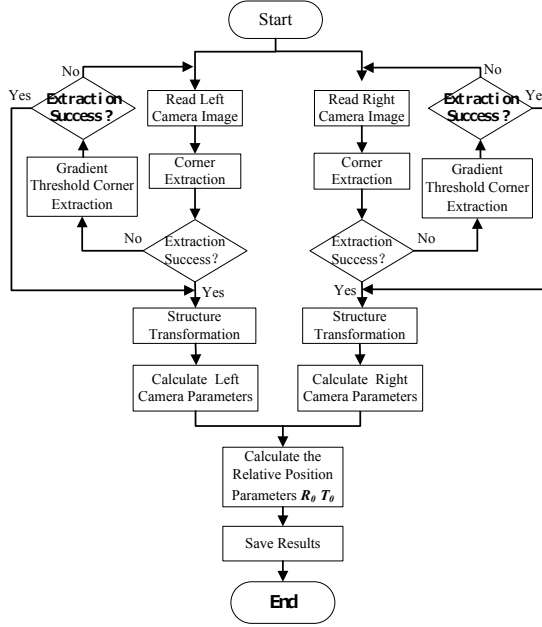 Start
No
Yes
Extraction
Success?
Read Left
Camera Image
Gradient
Threshold Corner
Extraction
Corner
Extraction
No
Extraction
Success?
Yes
Structure
Transformation
Calculate Left
Camera Parameters
No
Yes
Extraction
Success?
Read Right
Camera Image
Gradient
Threshold Corner
Extraction
Corner
Extraction
No
Extraction
Success?
Yes
Structure
Transformation
Calculate Right
Camera Parameters
Calculate the
Relative Position
Parameters R₀ T₀
Save Results
End